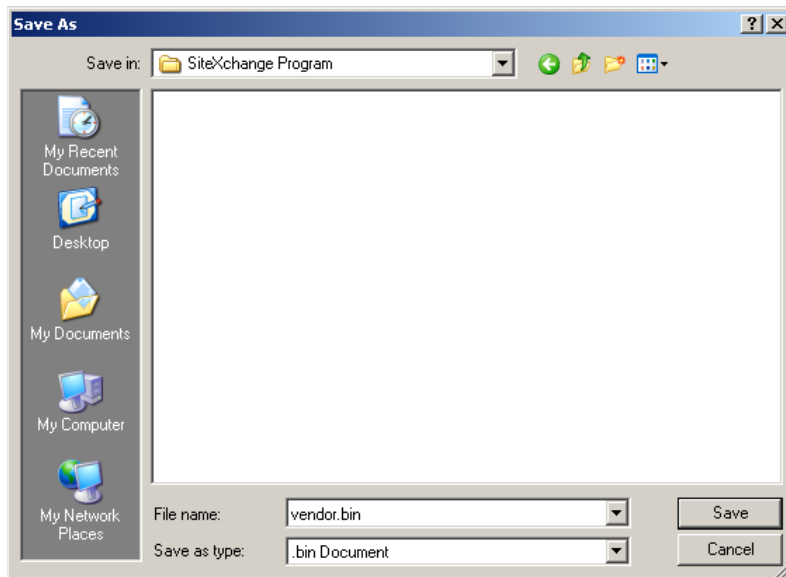 Save As
Save in: SiteXchange Program
My Recent
Documents
Desktop
My Documents
My Computer
My Network
Places
File name: vendor.bin Save
Save as type: .bin Document Cancel